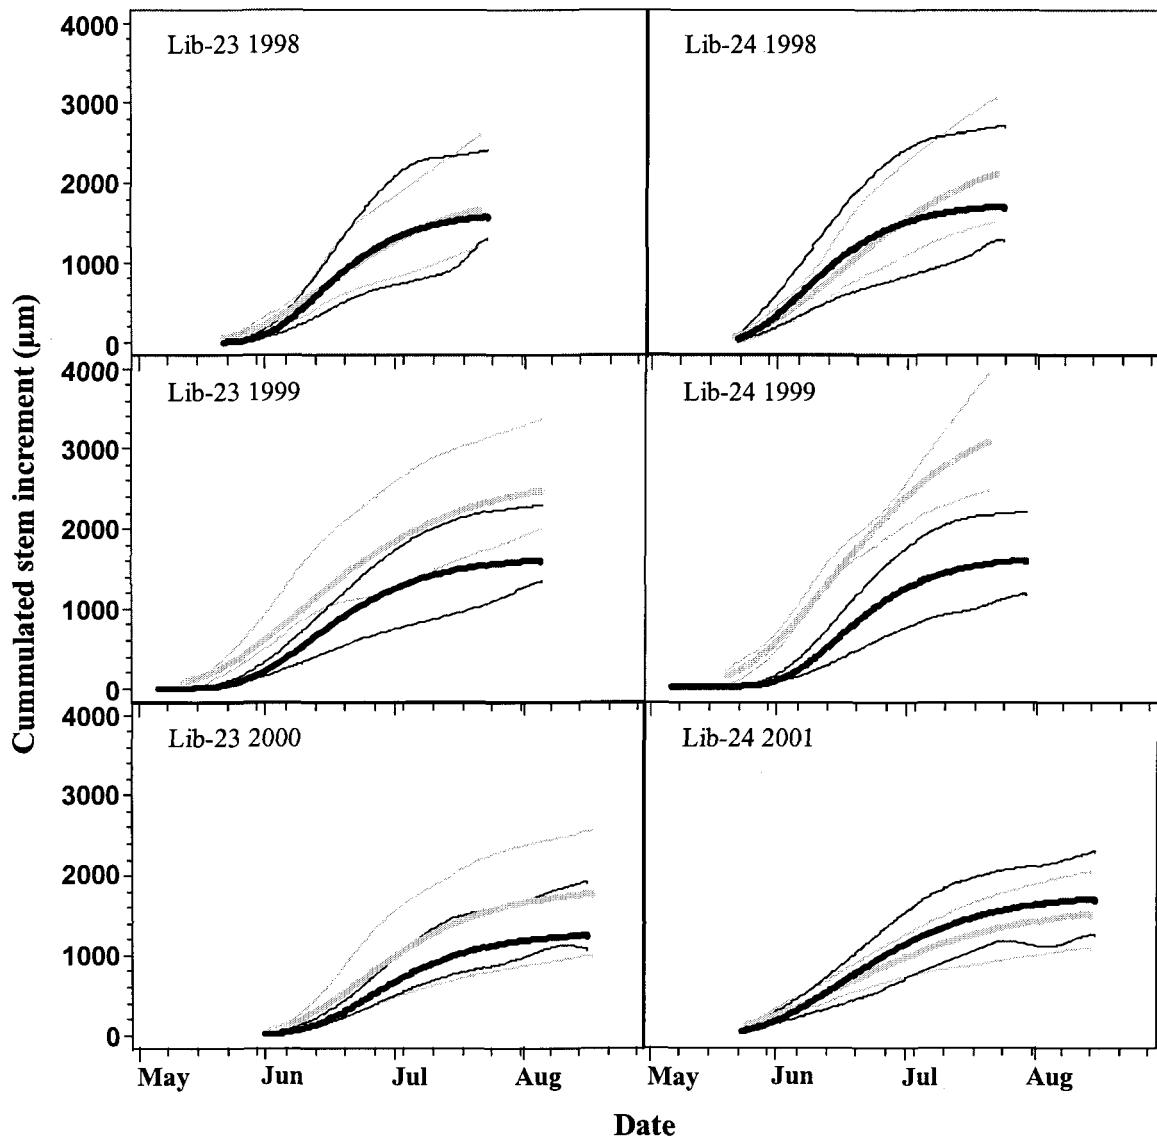 4000
3000
2000
1000
0
Lib-23 1998
Lib-24 1998
4000
3000
2000
1000
0
Lib-23 1999
Lib-24 1999
4000
3000
2000
1000
0
Lib-23 2000
Lib-24 2001
Cummulated stem increment (µm)
May Jun Jul Aug May Jun Jul Aug
Date